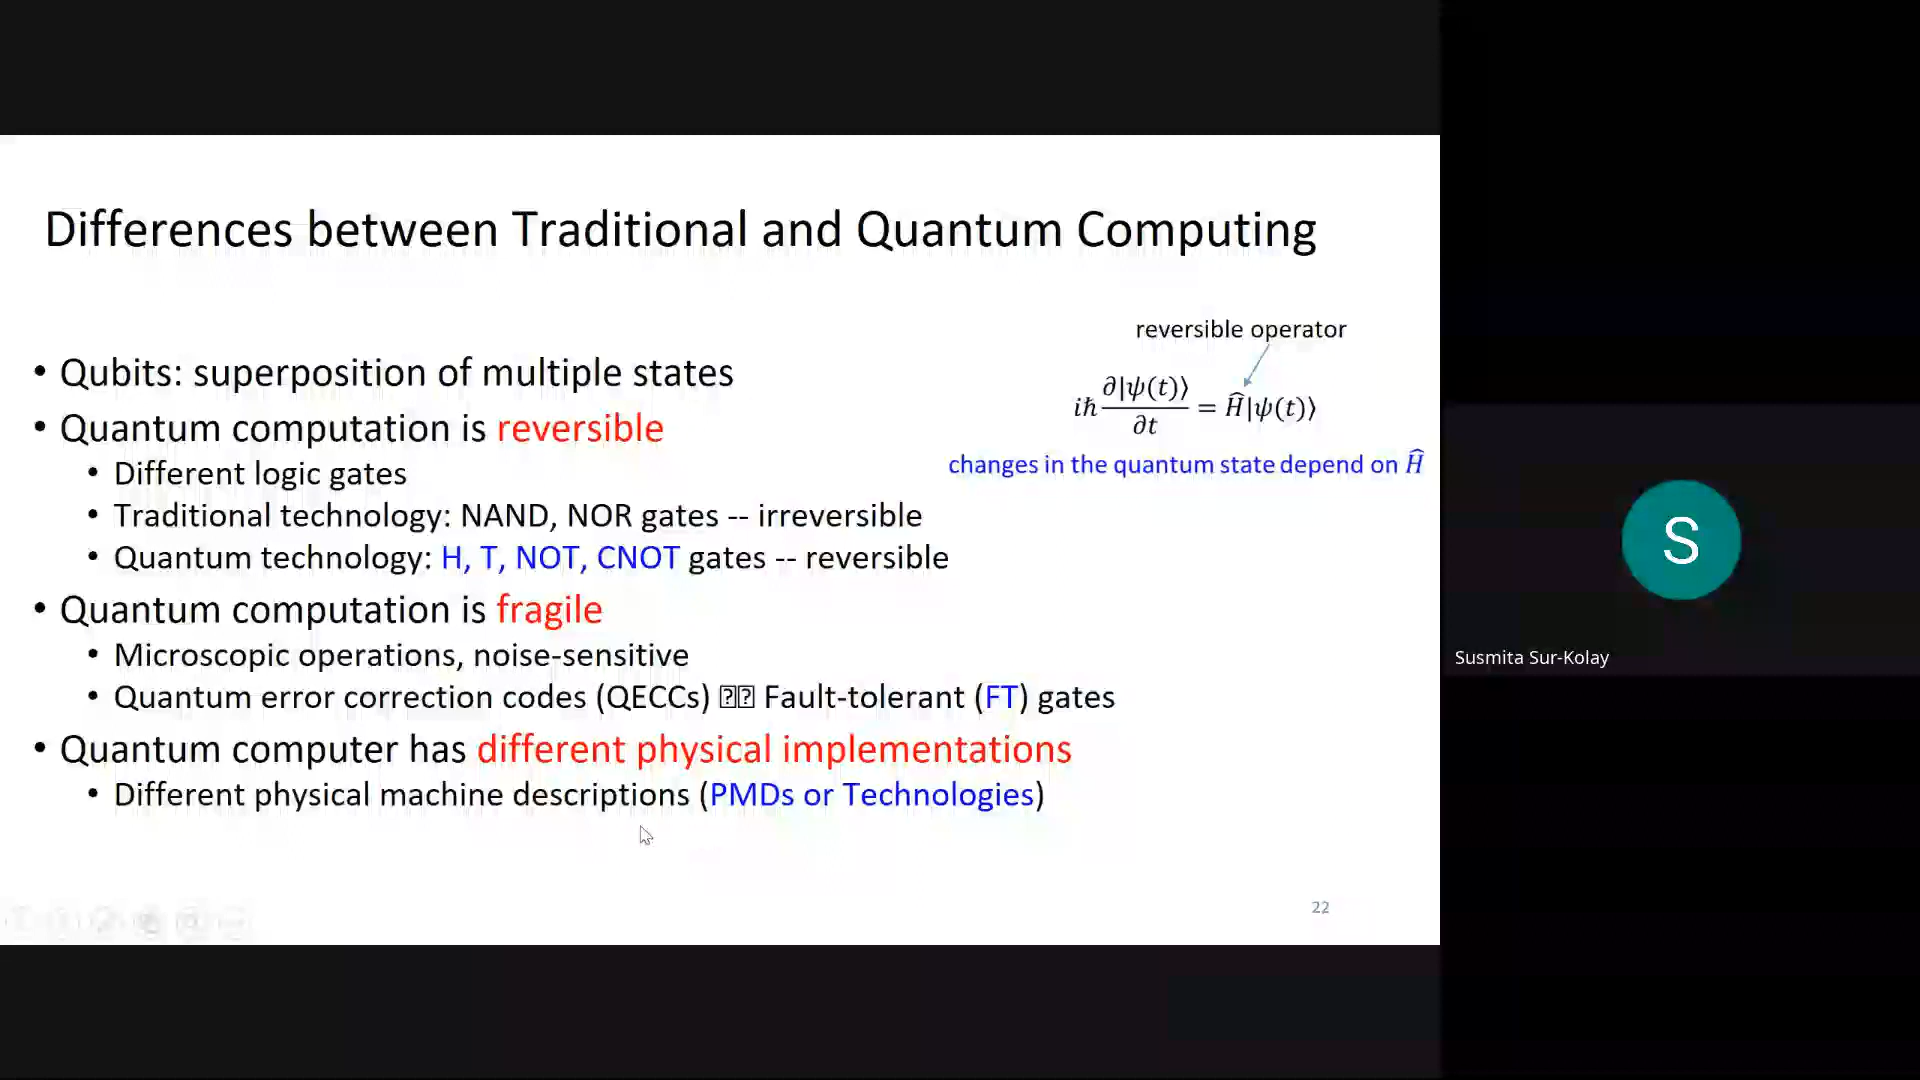 Differences between Traditional and Quantum Computing
• Qubits: superposition of multiple states
• Quantum computation is reversible
• Different logic gates
• Traditional technology: NAND, NOR gates -- irreversible
• Quantum technology: H, T, NOT, CNOT gates -- reversible
• Quantum computation is fragile
• Microscopic operations, noise-sensitive
• Quantum error correction codes (QECCs) ⍰⍰ Fault-tolerant (FT) gates
• Quantum computer has different physical implementations
• Different physical machine descriptions (PMDs or Technologies)
reversible operator
iħ ∂|ψ(t)⟩/∂t = Ĥ|ψ(t)⟩
changes in the quantum state depend on Ĥ
22
S
Susmita Sur-Kolay